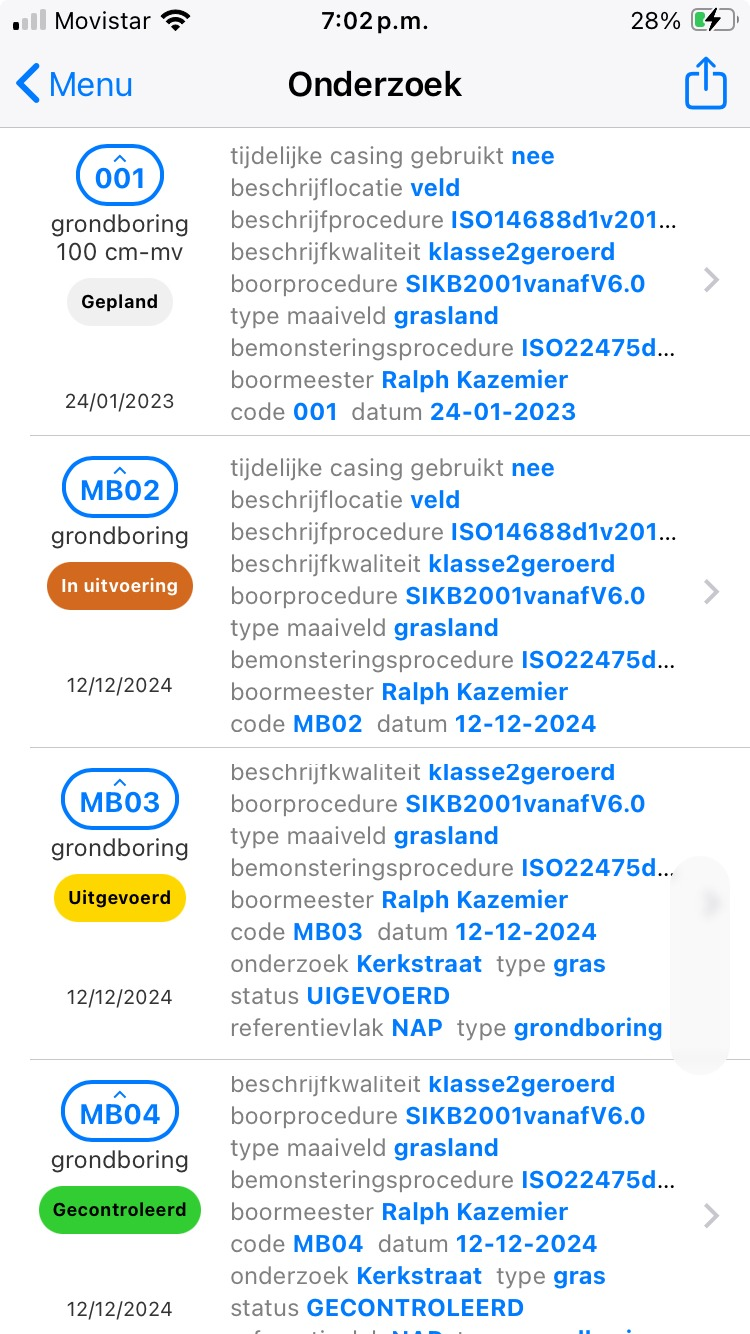 Movistar 7:02 p.m. 28%
Menu Onderzoek
001
grondboring
100 cm-mv
Gepland
24/01/2023
tijdelijke casing gebruikt nee
beschrijflocatie veld
beschrijfprocedure ISO14688d1v201...
beschrijfkwaliteit klasse2geroerd
boorprocedure SIKB2001vanafV6.0
type maaiveld grasland
bemonsteringsprocedure ISO22475d...
boormeester Ralph Kazemier
code 001 datum 24-01-2023
MB02
grondboring
In uitvoering
12/12/2024
tijdelijke casing gebruikt nee
beschrijflocatie veld
beschrijfprocedure ISO14688d1v201...
beschrijfkwaliteit klasse2geroerd
boorprocedure SIKB2001vanafV6.0
type maaiveld grasland
bemonsteringsprocedure ISO22475d...
boormeester Ralph Kazemier
code MB02 datum 12-12-2024
MB03
grondboring
Uitgevoerd
12/12/2024
beschrijfkwaliteit klasse2geroerd
boorprocedure SIKB2001vanafV6.0
type maaiveld grasland
bemonsteringsprocedure ISO22475d...
boormeester Ralph Kazemier
code MB03 datum 12-12-2024
onderzoek Kerkstraat type gras
status UIGEVOERD
referentievlak NAP type grondboring
MB04
grondboring
Gecontroleerd
12/12/2024
beschrijfkwaliteit klasse2geroerd
boorprocedure SIKB2001vanafV6.0
type maaiveld grasland
bemonsteringsprocedure ISO22475d...
boormeester Ralph Kazemier
code MB04 datum 12-12-2024
onderzoek Kerkstraat type gras
status GECONTROLEERD